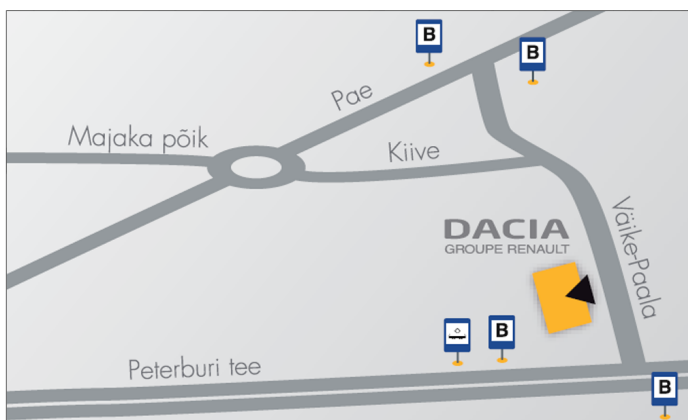 B
B
Pae
Majaka põik
Kiive
DACIA
GROUPE RENAULT
Väike-Paala
B
Peterburi tee
B